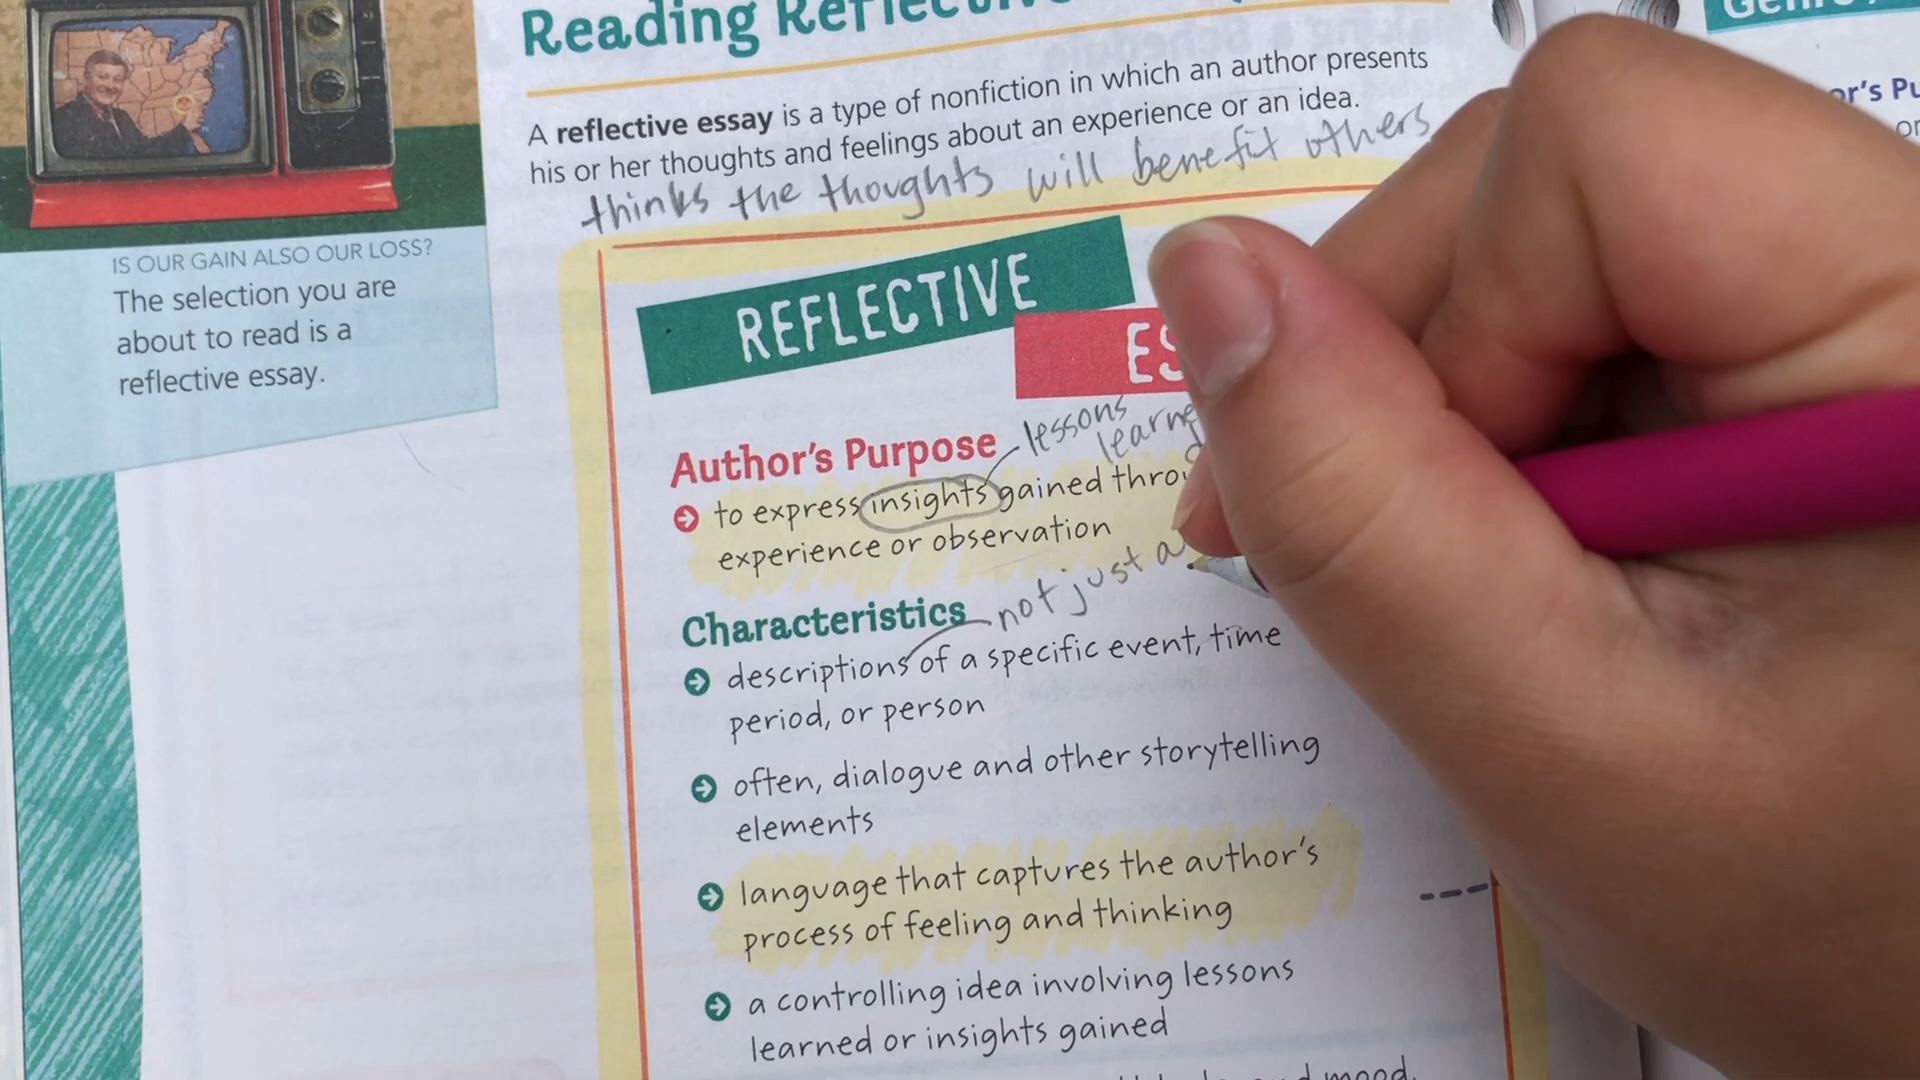 Reading
A reflective essay is a type of nonfiction in which an author presents
his or her thoughts and feelings about an experience or an idea.
thinks the thoughts will benefit others
IS OUR GAIN ALSO OUR LOSS?
The selection you are
about to read is a
reflective essay.
REFLECTIVE
lessons
Author's Purpose
to express insights gained
experience or observation
not just a
Characteristics
descriptions of a specific event, time
period, or person
often, dialogue and other storytelling
elements
language that captures the author's
process of feeling and thinking
a controlling idea involving lessons
learned or insights gained
mood,